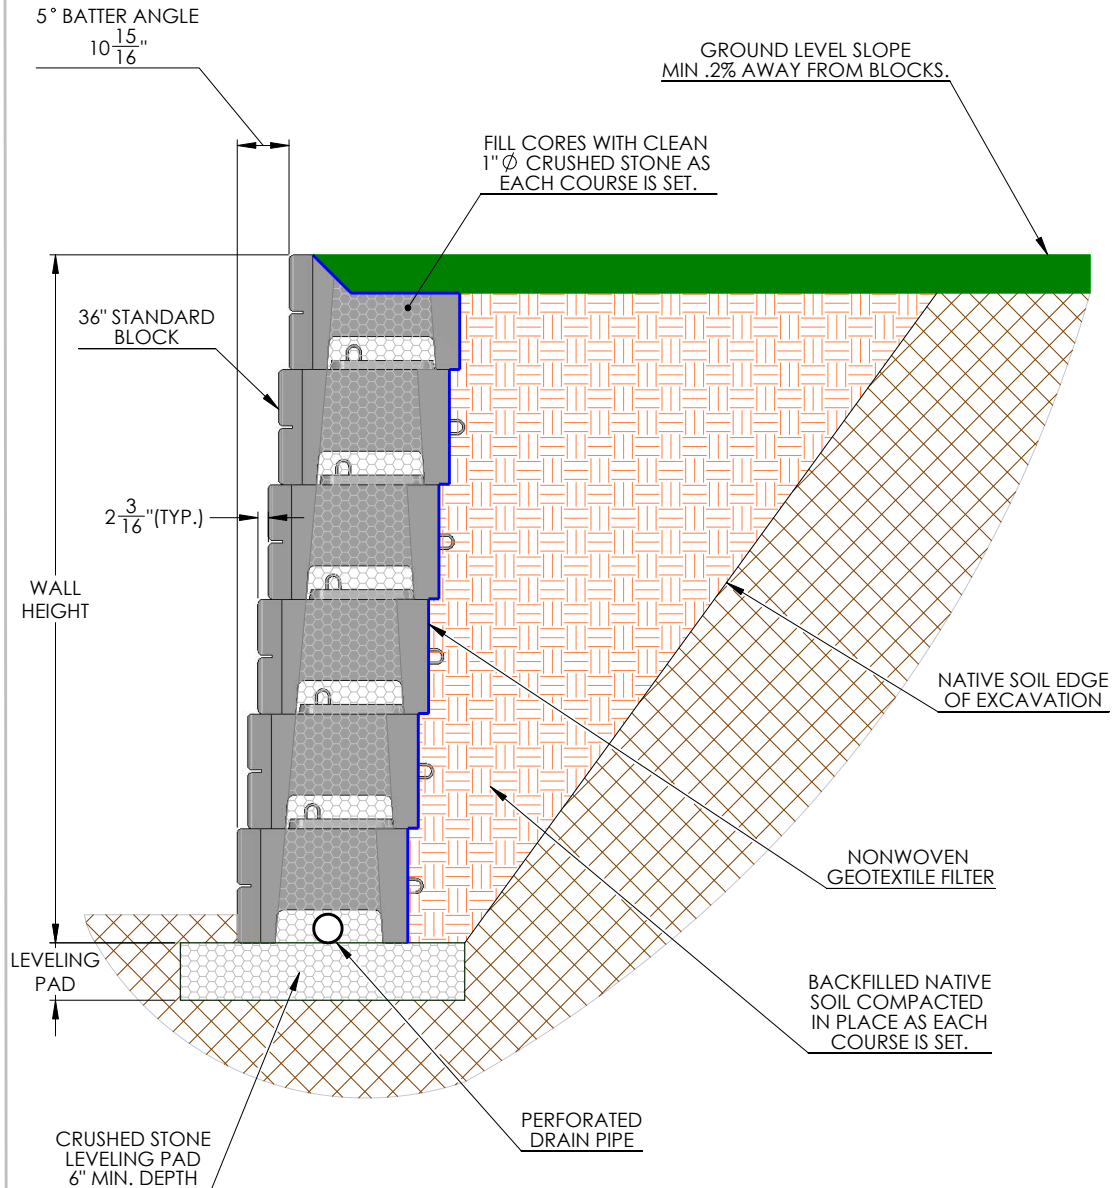 5° BATTER ANGLE
10 15/16"
GROUND LEVEL SLOPE
MIN .2% AWAY FROM BLOCKS.
FILL CORES WITH CLEAN
1" Ø CRUSHED STONE AS
EACH COURSE IS SET.
36" STANDARD
BLOCK
2 3/16"(TYP.)
WALL
HEIGHT
NATIVE SOIL EDGE
OF EXCAVATION
NONWOVEN
GEOTEXTILE FILTER
LEVELING
PAD
BACKFILLED NATIVE
SOIL COMPACTED
IN PLACE AS EACH
COURSE IS SET.
PERFORATED
DRAIN PIPE
CRUSHED STONE
LEVELING PAD
6" MIN. DEPTH